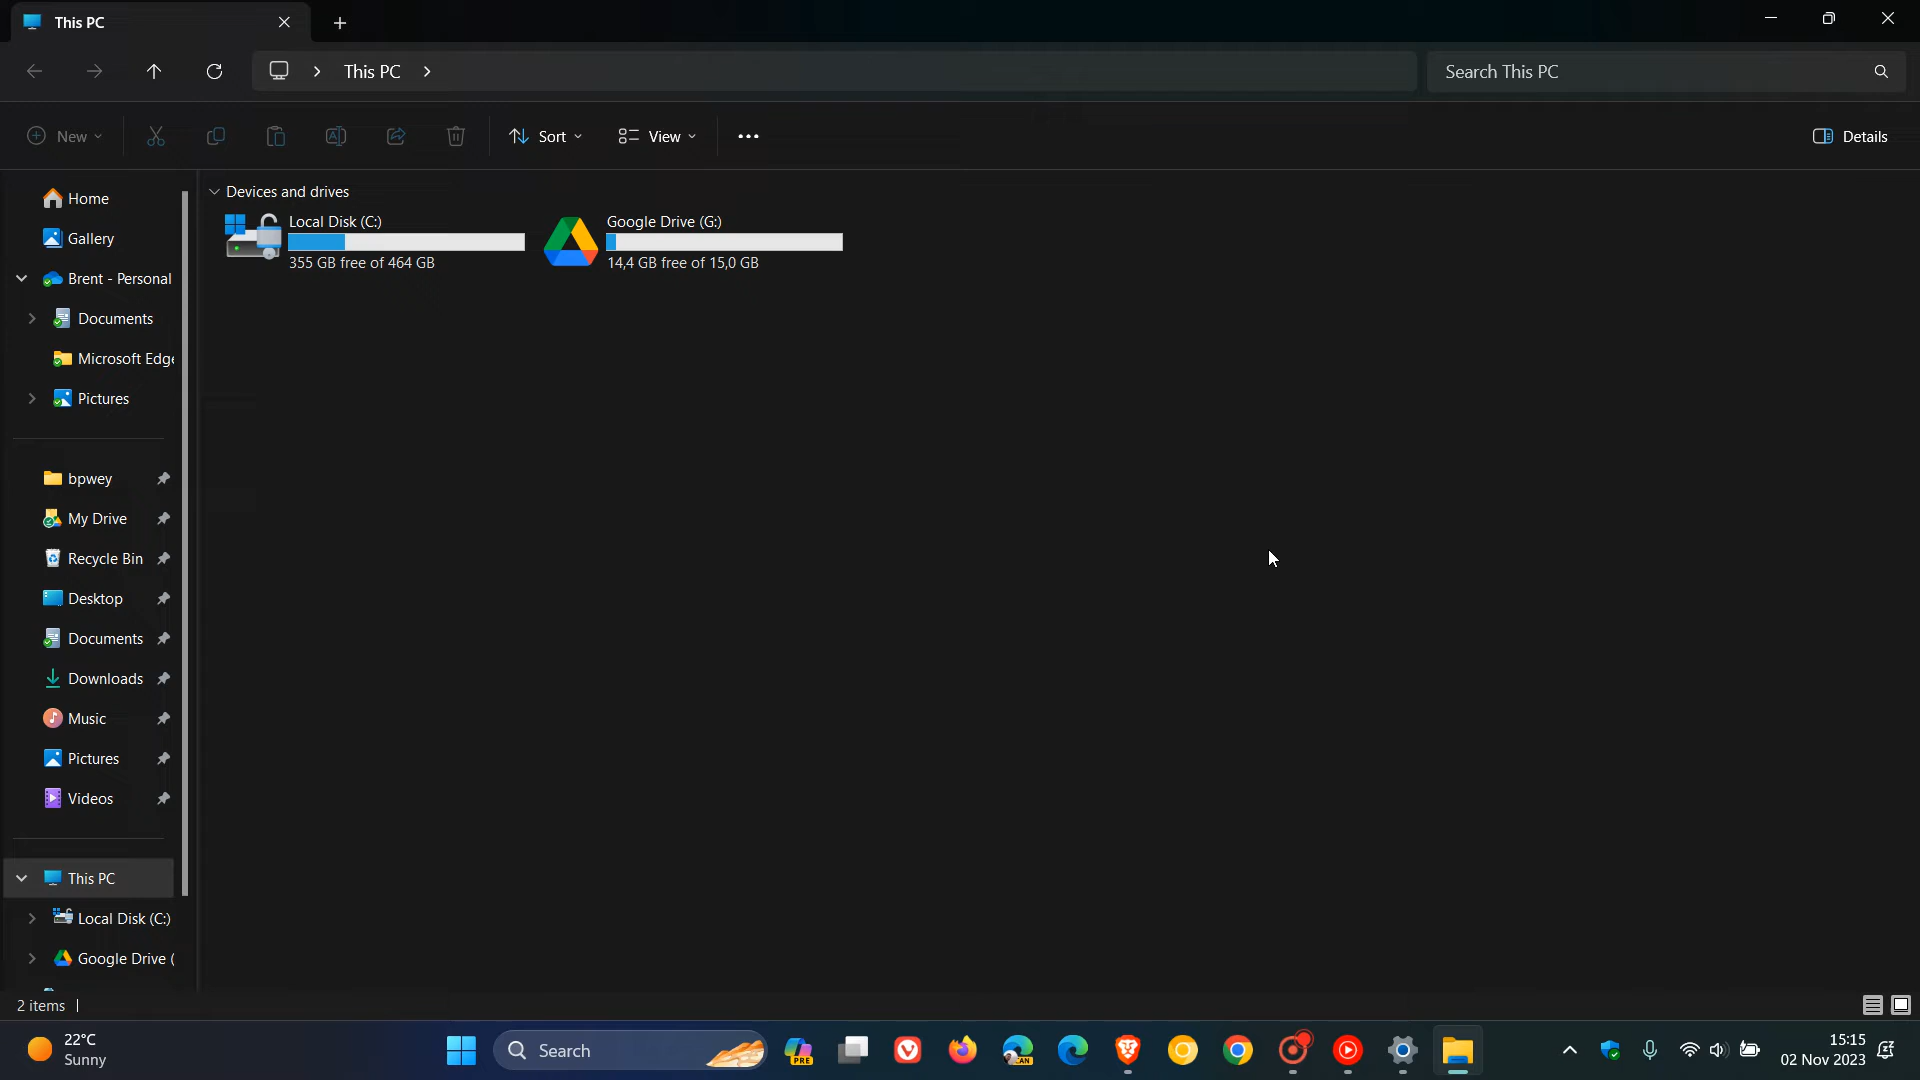 This PC
This PC
Search This PC
New
Sort
View
Details
Home
Gallery
Brent - Personal
Documents
Microsoft Edge
Pictures
bpwey
My Drive
Recycle Bin
Desktop
Documents
Downloads
Music
Pictures
Videos
This PC
Local Disk (C:)
Google Drive (
Devices and drives
Local Disk (C:)
355 GB free of 464 GB
Google Drive (G:)
14,4 GB free of 15,0 GB
2 items
22°C
Sunny
Search
PRE
CAN
15:15
02 Nov 2023